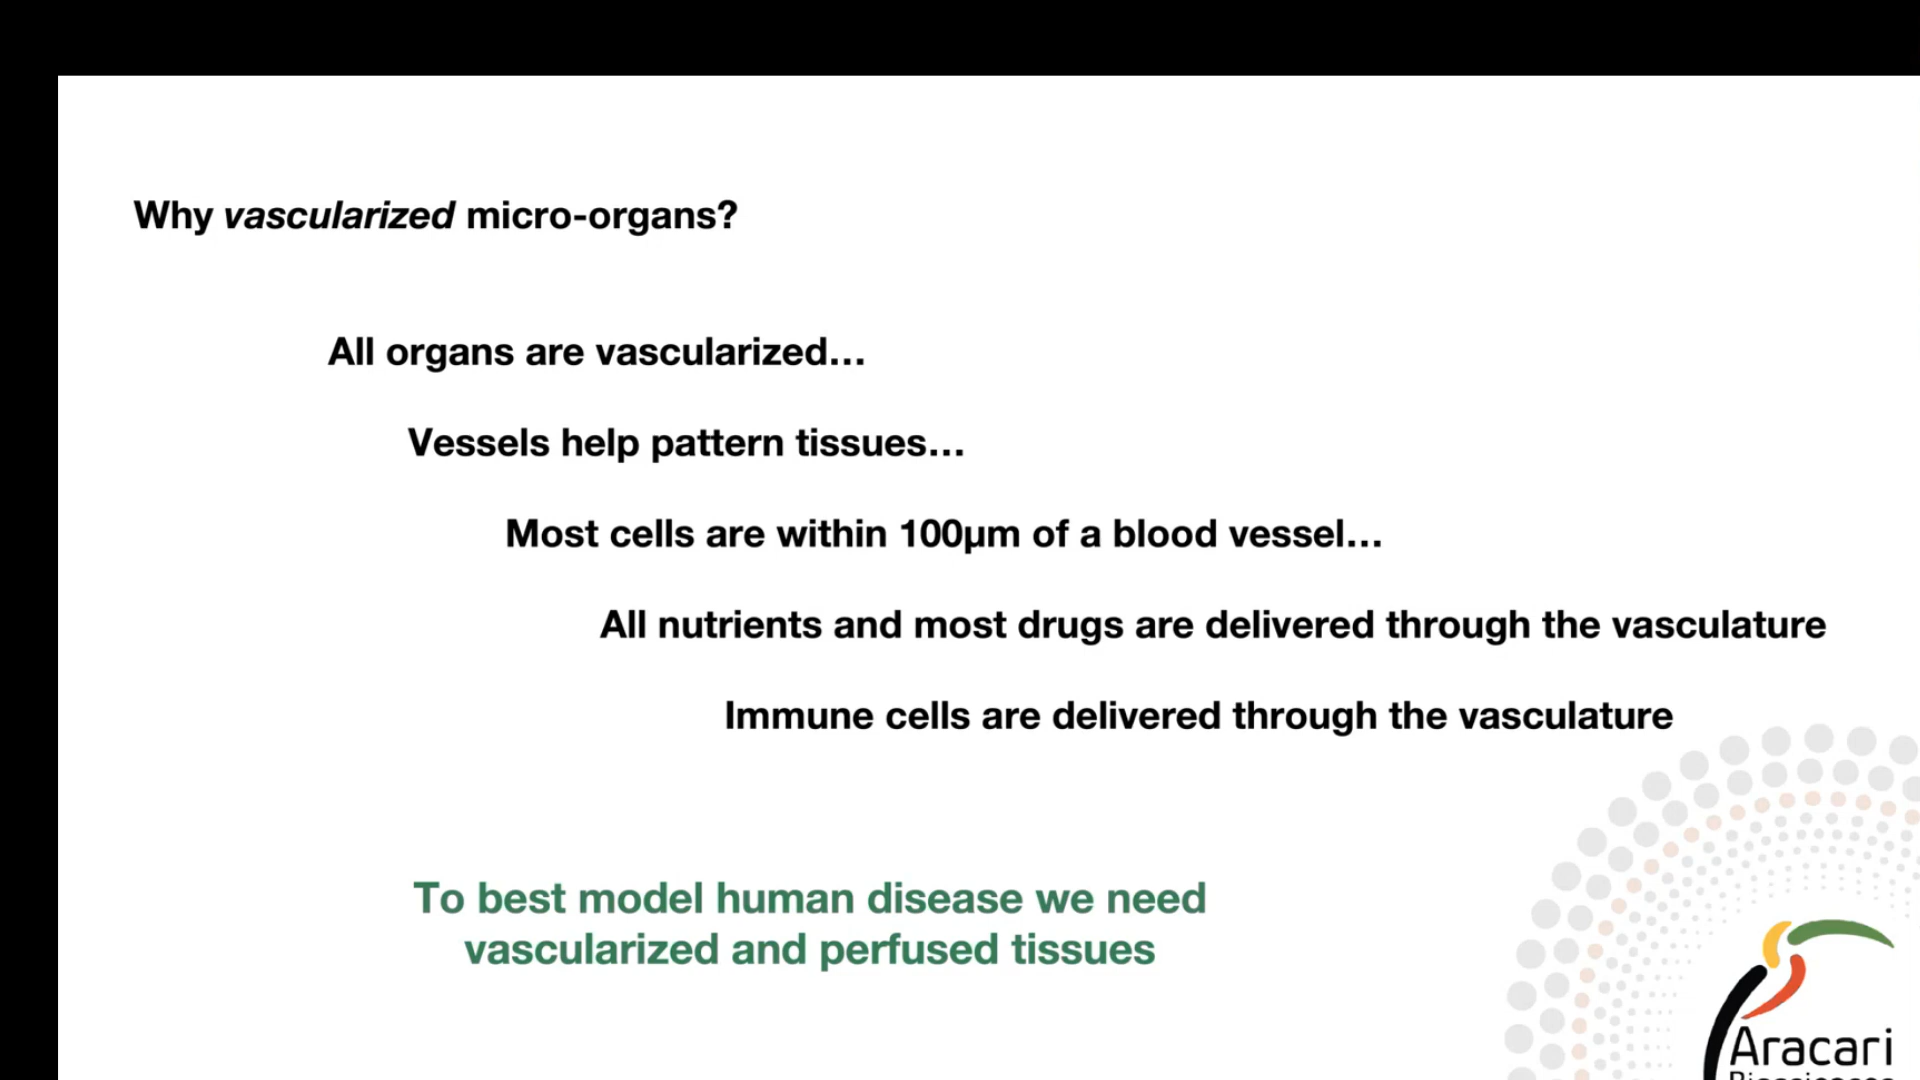 Why vascularized micro-organs?
All organs are vascularized...
Vessels help pattern tissues...
Most cells are within 100µm of a blood vessel...
All nutrients and most drugs are delivered through the vasculature
Immune cells are delivered through the vasculature
To best model human disease we need
vascularized and perfused tissues
Aracari